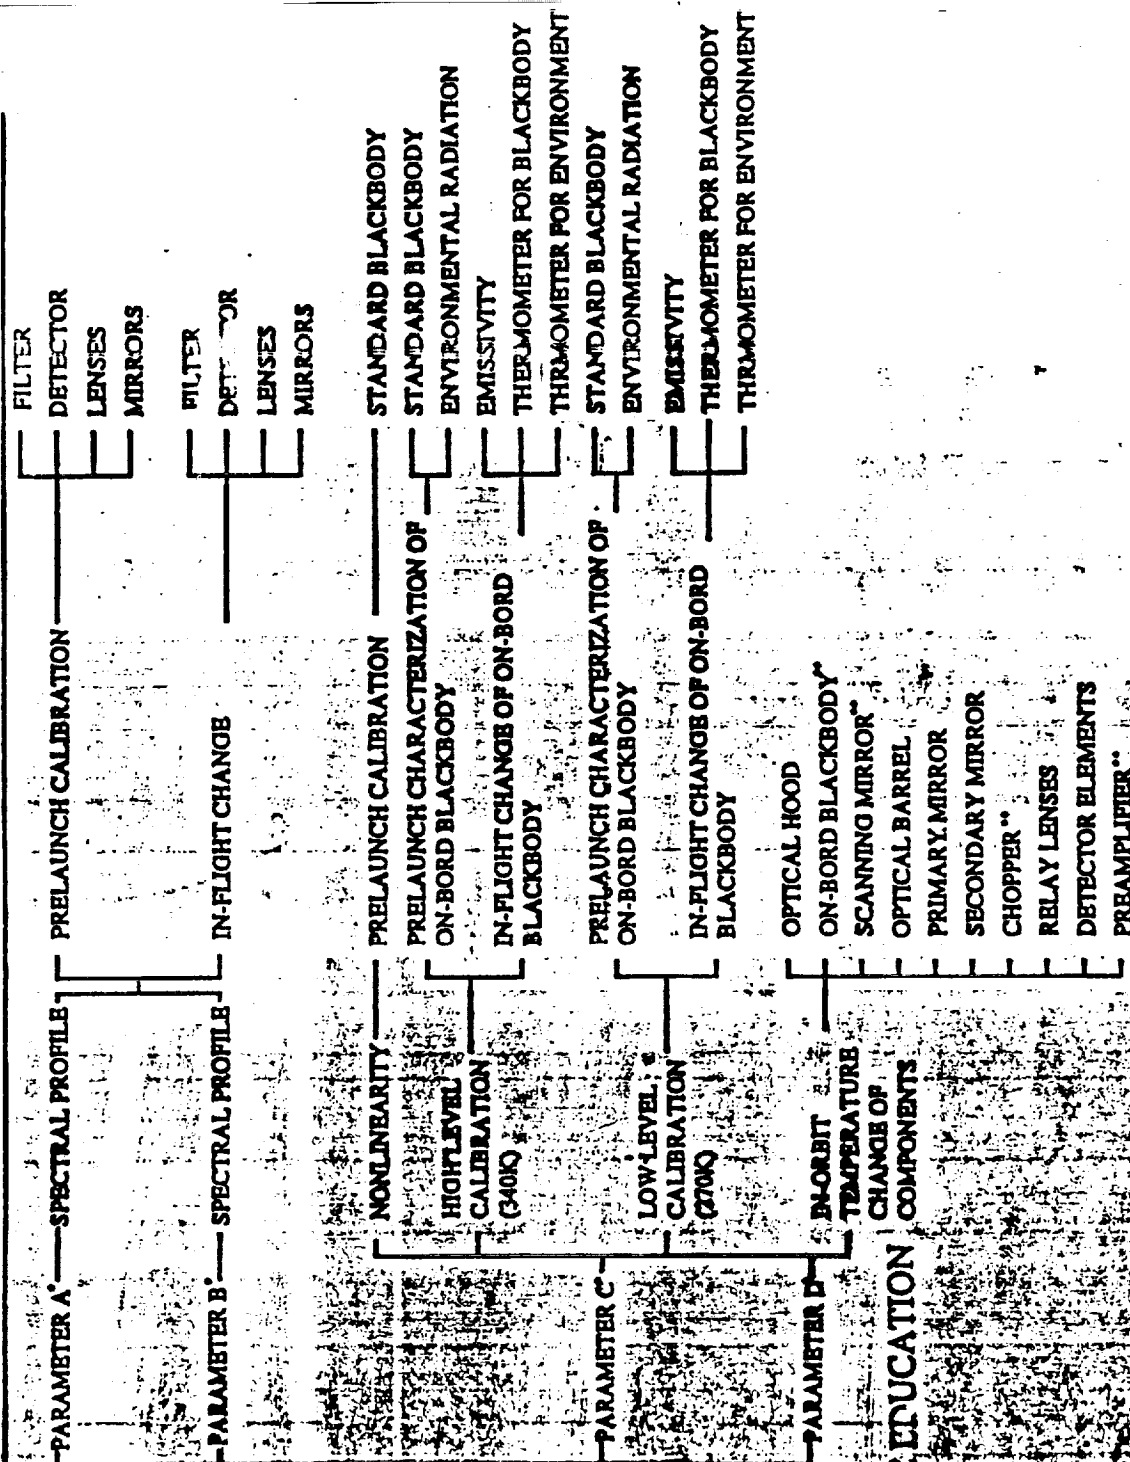 PARAMETER A* SPECTRAL PROFILE PRELAUNCH CALIBRATION
FILTER
DETECTOR
LENSES
MIRRORS
PARAMETER B* SPECTRAL PROFILE IN-FLIGHT CHANGE
FILTER
DETECTOR
LENSES
MIRRORS
PARAMETER C*
PARAMETER D*
NONLINEARITY PRELAUNCH CALIBRATION STANDARD BLACKBODY
HIGH-LEVEL
CALIBRATION
(340K)
PRELAUNCH CHARACTERIZATION OF
ON-BORD BLACKBODY
STANDARD BLACKBODY
ENVIRONMENTAL RADIATION
IN-FLIGHT CHANGE OF ON-BORD
BLACKBODY
EMISSIVITY
THERMOMETER FOR BLACKBODY
THRMOMETER FOR ENVIRONMENT
LOW-LEVEL
CALIBRATION
(270K)
PRELAUNCH CHARACTERIZATION OF
ON-BORD BLACKBODY
STANDARD BLACKBODY
ENVIRONMENTAL RADIATION
IN-FLIGHT CHANGE OF ON-BORD
BLACKBODY
EMISSIVITY
THERMOMETER FOR BLACKBODY
THRMOMETER FOR ENVIRONMENT
IN-ORBIT
TEMPERATURE
CHANGE OF
COMPONENTS
OPTICAL HOOD
ON-BORD BLACKBODY**
SCANNING MIRROR**
OPTICAL BARREL
PRIMARY MIRROR
SECONDARY MIRROR
CHOPPER**
RELAY LENSES
DETECTOR ELEMENTS
PREAMPLIFIER**